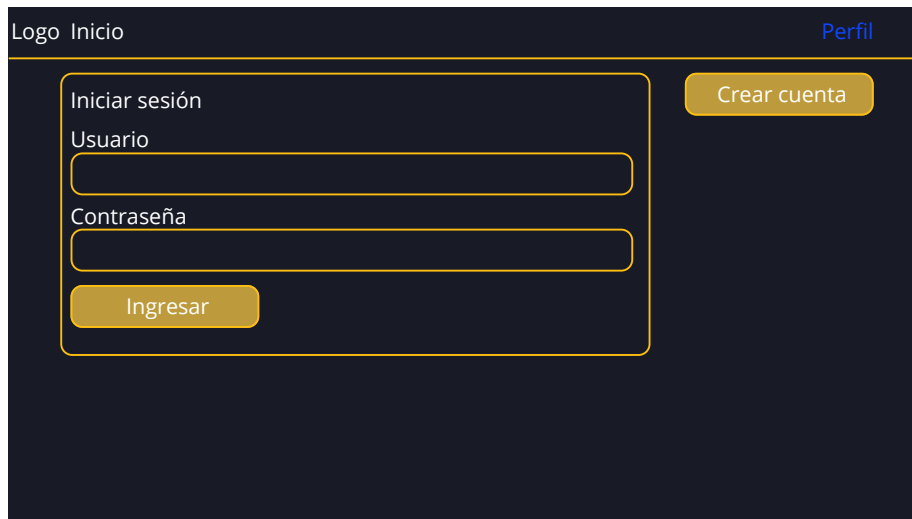 Logo Inicio Perfil
Iniciar sesión
Crear cuenta
Usuario
Contraseña
Ingresar